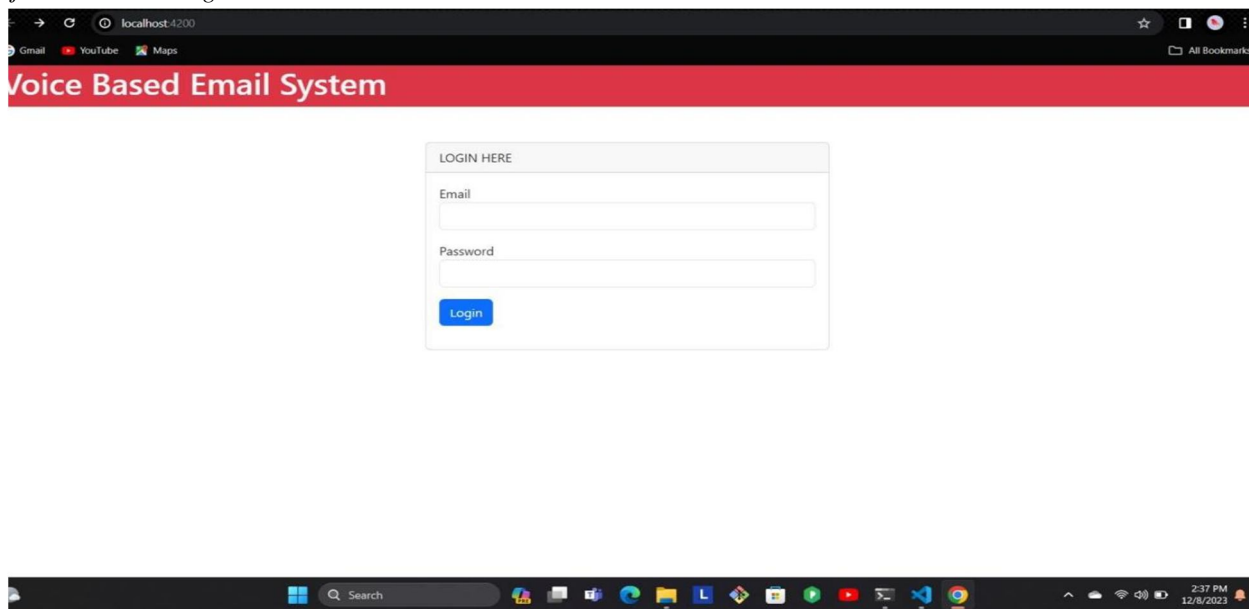 localhost:4200
Gmail YouTube Maps All Bookmarks
Voice Based Email System
LOGIN HERE
Email
Password
Login
Search
2:37 PM
12/8/2023